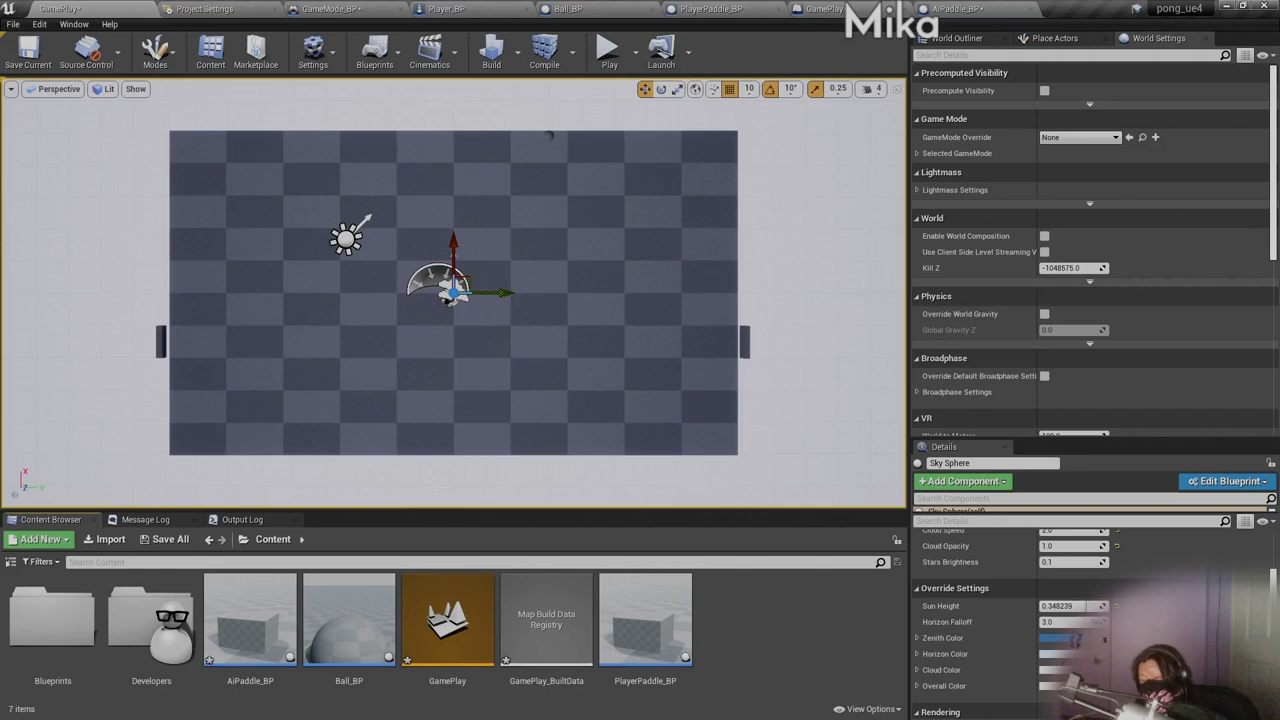 GamePlay*
Project Settings
GameMode_BP*
Player_BP
Ball_BP
PlayerPaddle_BP
GamePlay
AiPaddle_BP*
pong_ue4
Mika
File
Edit
Window
Help
Save Current
Source Control
Modes
Content
Marketplace
Settings
Blueprints
Cinematics
Build
Compile
Play
Launch
Perspective
Lit
Show
10
10°
0.25
4
X
Z
Y
World Outliner
Place Actors
World Settings
Search Details
Precomputed Visibility
Precompute Visibility
Game Mode
GameMode Override
None
Selected GameMode
Lightmass
Lightmass Settings
World
Enable World Composition
Use Client Side Level Streaming V
Kill Z
-1048575.0
Physics
Override World Gravity
Global Gravity Z
0.0
Broadphase
Override Default Broadphase Setti
Broadphase Settings
VR
Details
Sky Sphere
+ Add Component
Edit Blueprint
Search Components
Search Details
Cloud Speed
2.0
Cloud Opacity
1.0
Stars Brightness
0.1
Override Settings
Sun Height
0.348239
Horizon Falloff
3.0
Zenith Color
Horizon Color
Cloud Color
Overall Color
Rendering
Content Browser
Message Log
Output Log
Add New
Import
Save All
Content
Filters
Search Content
Map Build Data
Registry
Blueprints
Developers
AiPaddle_BP
Ball_BP
GamePlay
GamePlay_BuiltData
PlayerPaddle_BP
7 items
View Options